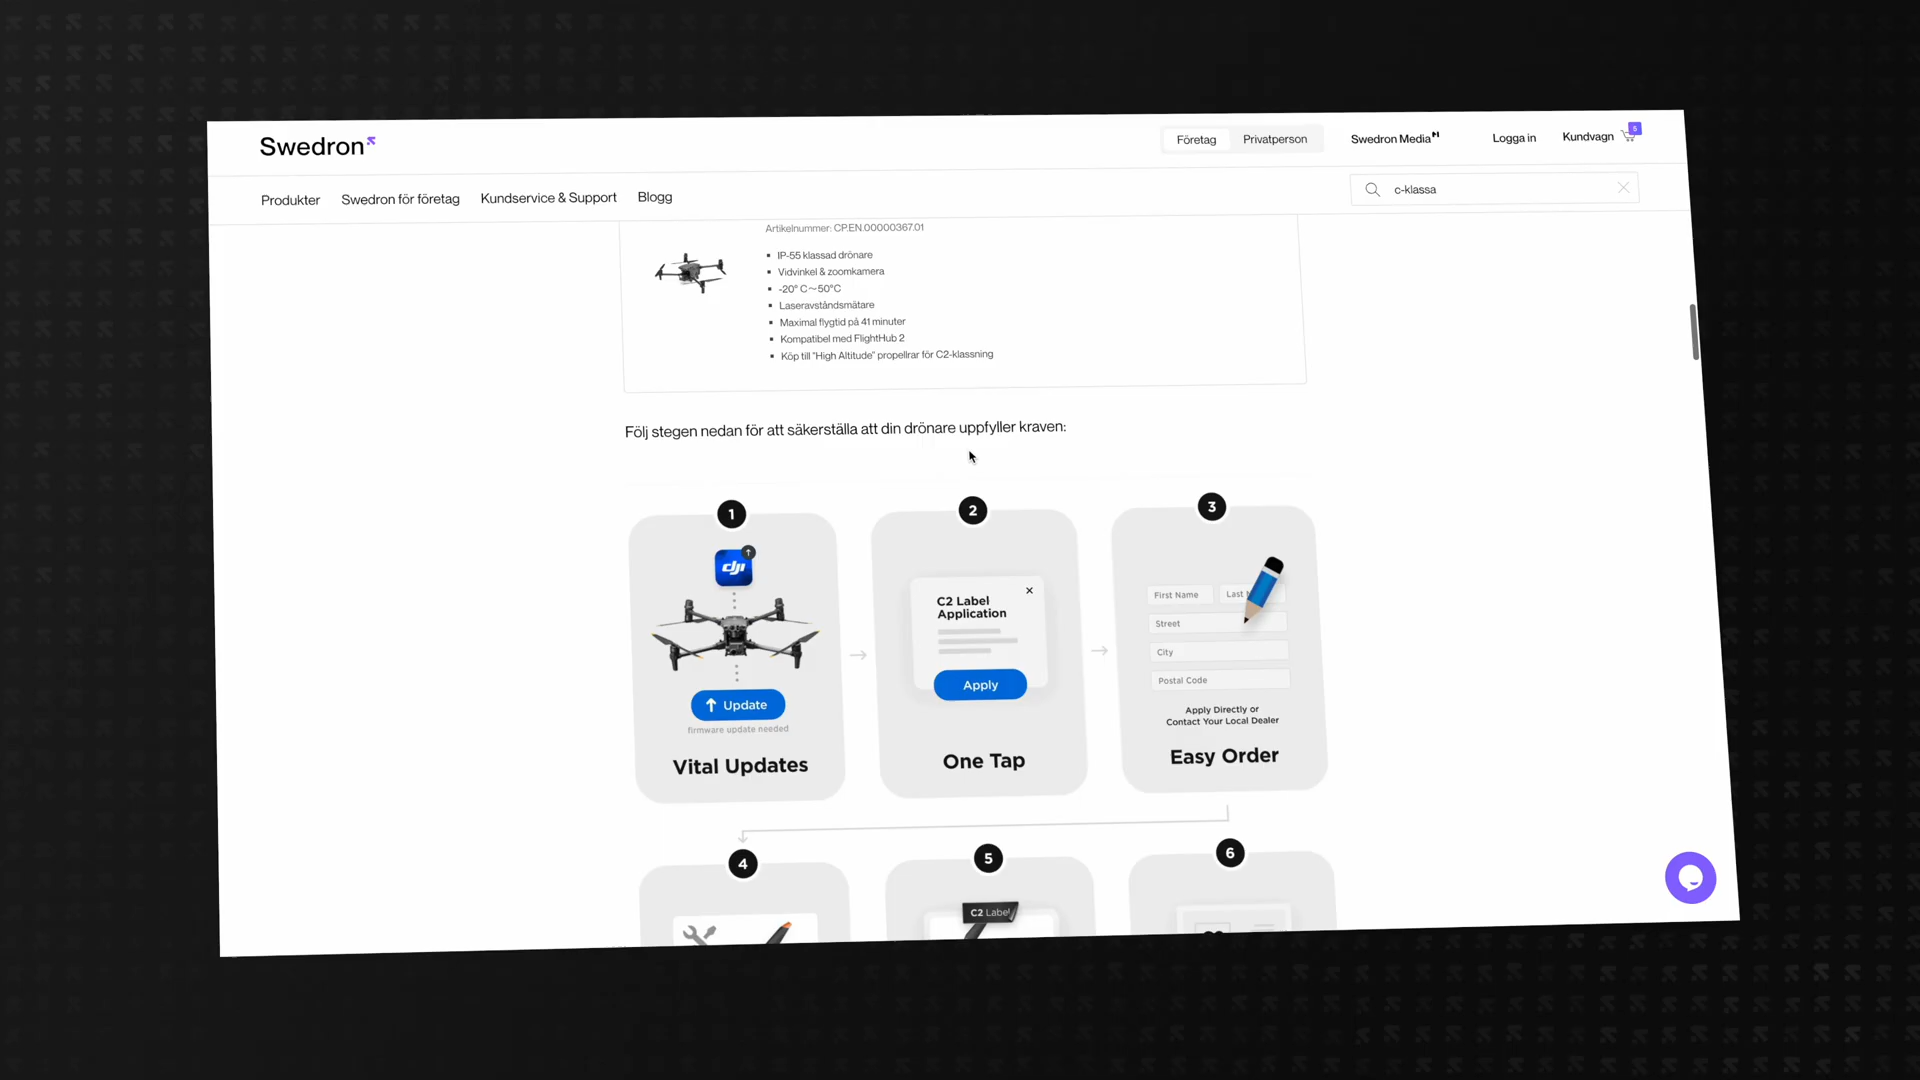 Swedron
Företag
Privatperson
Swedron Media
Logga in
Kundvagn
5
Produkter
Swedron för företag
Kundservice & Support
Blogg
c-klassa
Artikelnummer: CP.EN.00000367.01
IP-55 klassad drönare
Vidvinkel & zoomkamera
-20° C~50°C
Laseravståndsmätare
Maximal flygtid på 41 minuter
Kompatibel med FlightHub 2
Köp till "High Altitude" propellrar för C2-klassning
Följ stegen nedan för att säkerställa att din drönare uppfyller kraven:
1
dji
Update
firmware update needed
Vital Updates
2
C2 Label
Application
Apply
One Tap
3
First Name
Last
Street
City
Postal Code
Apply Directly or
Contact Your Local Dealer
Easy Order
4
5
C2 Label
6